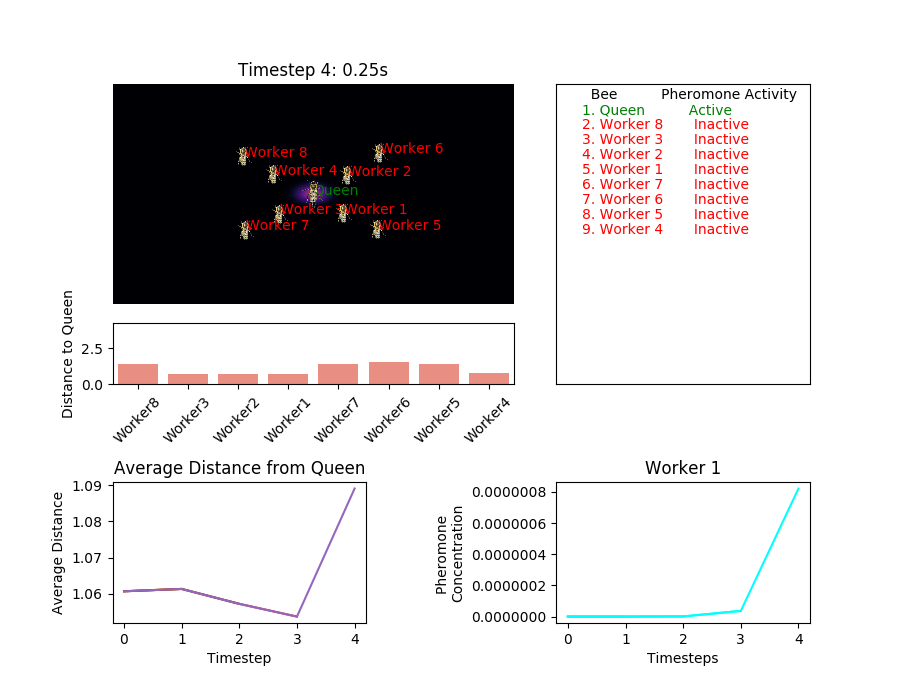 Timestep 4: 0.25s
Worker 8
Worker 6
Worker 4
Worker 2
Queen
Worker 1
Worker 7
Worker 5
Bee Pheromone Activity
1. Queen Active
2. Worker 8 Inactive
3. Worker 3 Inactive
4. Worker 2 Inactive
5. Worker 1 Inactive
6. Worker 7 Inactive
7. Worker 6 Inactive
8. Worker 5 Inactive
9. Worker 4 Inactive
Distance to Queen
2.5
0.0
Worker8
Worker3
Worker2
Worker1
Worker7
Worker6
Worker5
Worker4
Average Distance from Queen
Average Distance
1.09
1.08
1.07
1.06
0 1 2 3 4
Timestep
Worker 1
Pheromone
Concentration
0.0000008
0.0000006
0.0000004
0.0000002
0.0000000
0 1 2 3 4
Timesteps